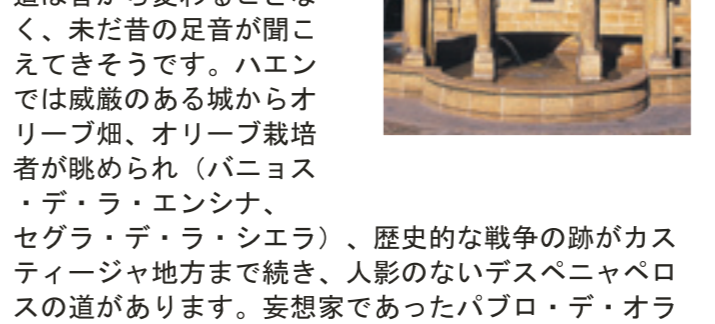 道は昔から変わることな
く、未だ昔の足音が聞こ
えてきそうです。ハエン
では威厳のある城からオ
リーブ畑、オリーブ栽培
者が眺められ（バニョス
・デ・ラ・エンシナ、
セグラ・デ・ラ・シエラ）、歴史的な戦争の跡がカス
ティージャ地方まで続き、人影のないデスペニャペロ
スの道があります。妄想家であったパブロ・デ・オラ